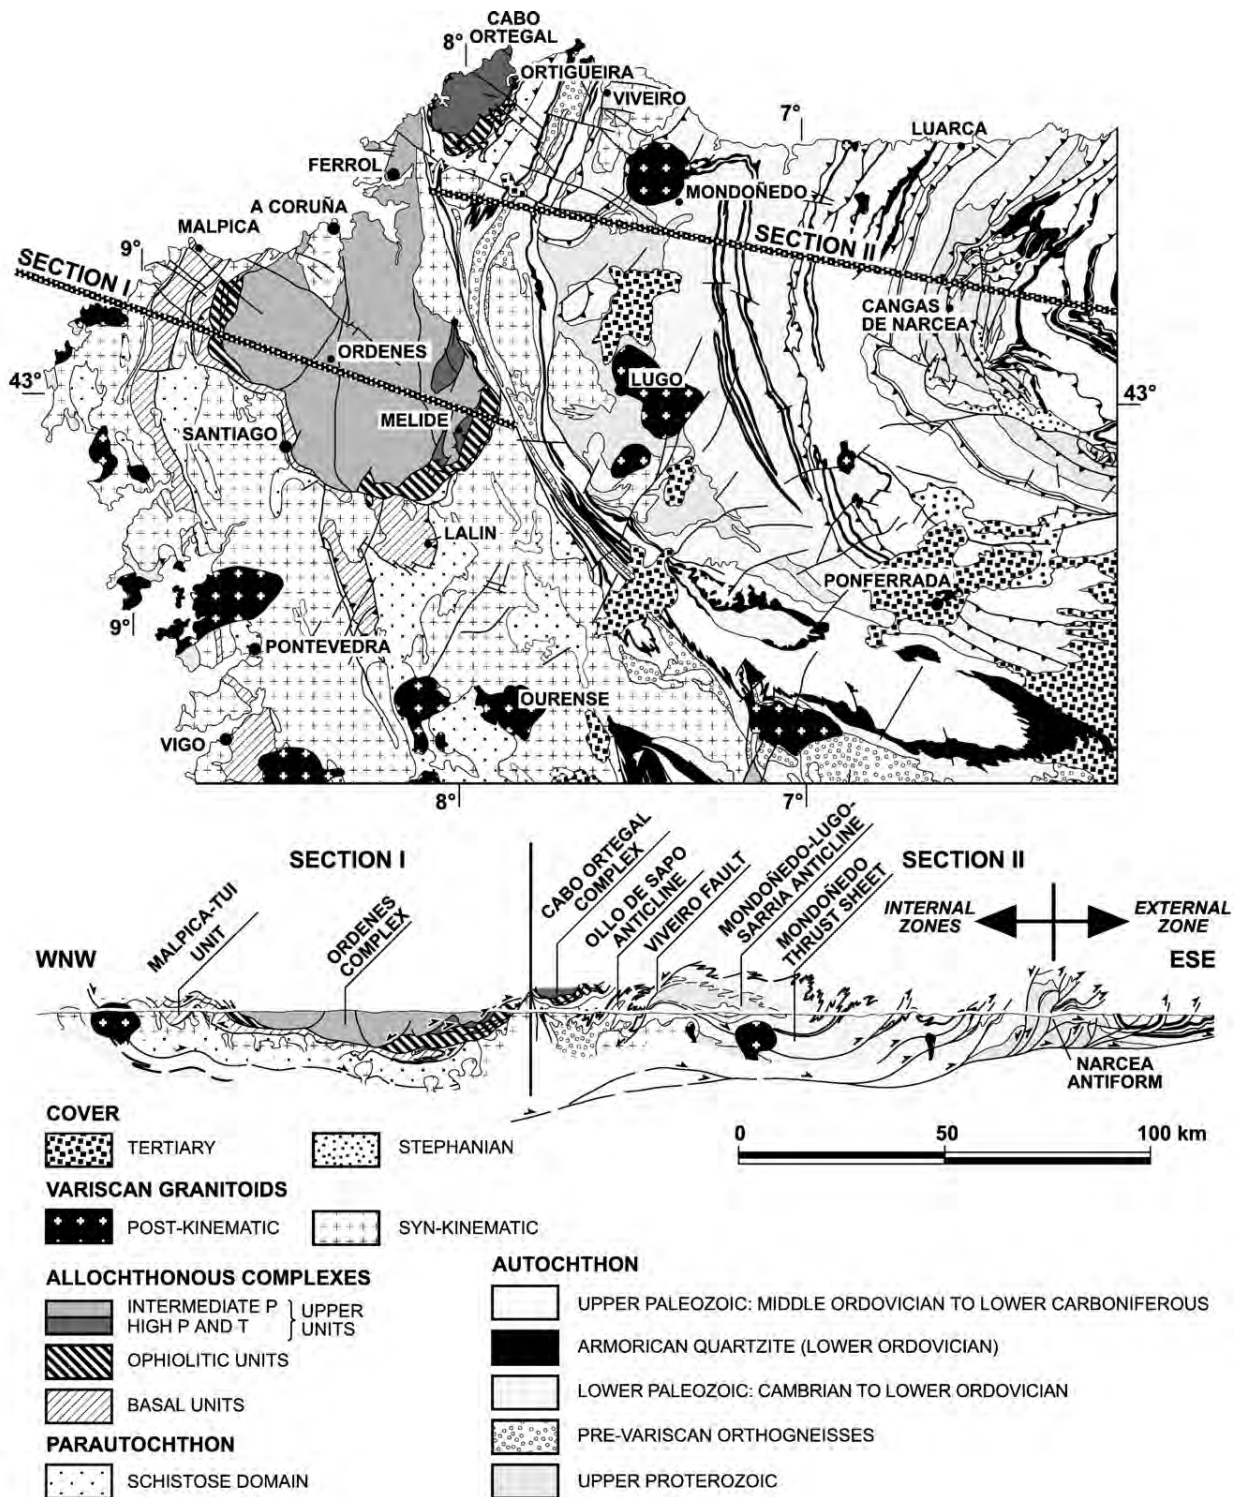 CABO
ORTEGAL
8°
ORTIGUEIRA
VIVEIRO
7°
LUARCA
FERROL
MONDOÑEDO
A CORUÑA
MALPICA
9°
SECTION I
SECTION II
CANGAS
DE NARCEA
ORDENES
43°
LUGO
43°
MELIDE
SANTIAGO
LALIN
PONFERRADA
9°
PONTEVEDRA
OURENSE
VIGO
8°
7°
SECTION I
SECTION II
MALPICA-TUI
UNIT
ORDENES
COMPLEX
CABO ORTEGAL
COMPLEX
OLLO DE SAPO
ANTICLINE
VIVEIRO FAULT
MONDOÑEDO-LUGO-
SARRIA ANTICLINE
MONDOÑEDO
THRUST SHEET
INTERNAL
ZONES
EXTERNAL
ZONE
WNW
ESE
NARCEA
ANTIFORM
COVER
TERTIARY
STEPHANIAN
0 50 100 km
VARISCAN GRANITOIDS
POST-KINEMATIC
SYN-KINEMATIC
ALLOCHTHONOUS COMPLEXES
INTERMEDIATE P
HIGH P AND T
UPPER
UNITS
OPHIOLITIC UNITS
BASAL UNITS
PARAUTOCHTHON
SCHISTOSE DOMAIN
AUTOCHTHON
UPPER PALEOZOIC: MIDDLE ORDOVICIAN TO LOWER CARBONIFEROUS
ARMORICAN QUARTZITE (LOWER ORDOVICIAN)
LOWER PALEOZOIC: CAMBRIAN TO LOWER ORDOVICIAN
PRE-VARISCAN ORTHOGNEISSES
UPPER PROTEROZOIC